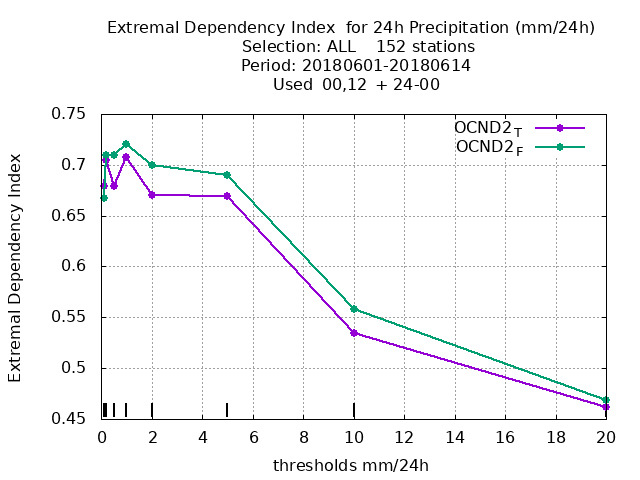 Extremal Dependency Index  for 24h Precipitation (mm/24h)
Selection: ALL    152 stations
Period: 20180601-20180614
Used  00,12  + 24-00
OCND2T
OCND2F
0.75
0.7
0.65
0.6
0.55
0.5
0.45
Extremal Dependency Index
0 2 4 6 8 10 12 14 16 18 20
thresholds mm/24h